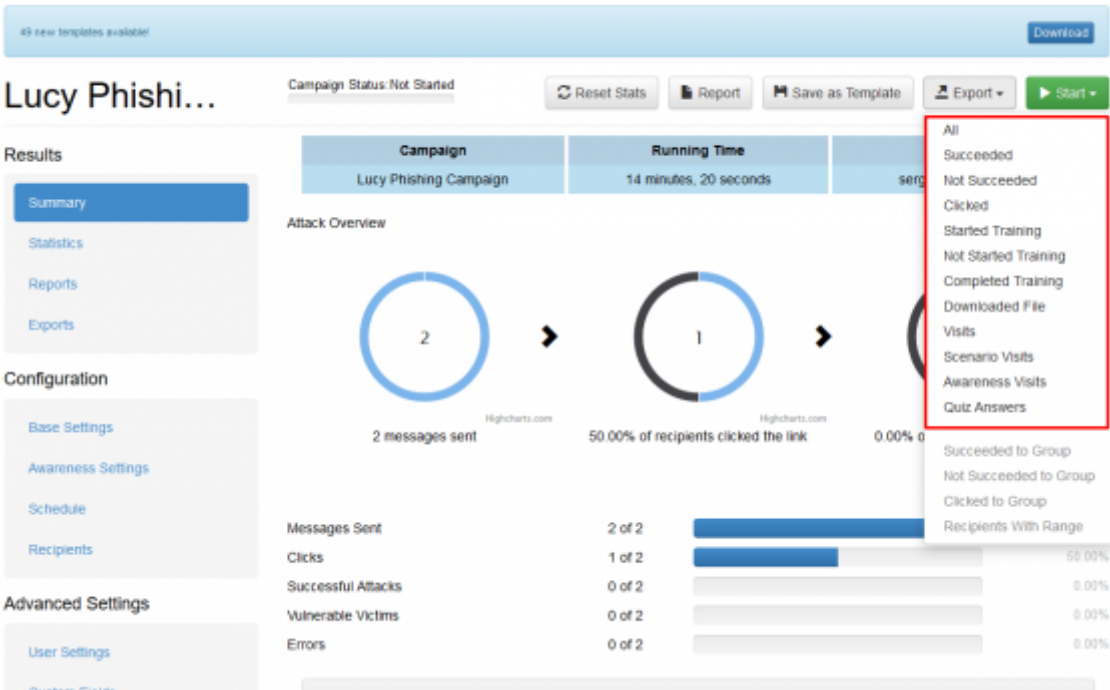 49 new templates available!
Download
Lucy Phishi...
Campaign Status:Not Started
Reset Stats
Report
Save as Template
Export
Start
Results
Summary
Statistics
Reports
Exports
Configuration
Base Settings
Awareness Settings
Schedule
Recipients
Advanced Settings
User Settings
Custom Fields
Campaign
Running Time
Lucy Phishing Campaign
14 minutes, 20 seconds
serg
Attack Overview
2
1
Highcharts.com
Highcharts.com
2 messages sent
50.00% of recipients clicked the link
0.00% o
Messages Sent
2 of 2
Clicks
1 of 2
50.00%
Successful Attacks
0 of 2
0.00%
Vulnerable Victims
0 of 2
0.00%
Errors
0 of 2
0.00%
All
Succeeded
Not Succeeded
Clicked
Started Training
Not Started Training
Completed Training
Downloaded File
Visits
Scenario Visits
Awareness Visits
Quiz Answers
Succeeded to Group
Not Succeeded to Group
Clicked to Group
Recipients With Range